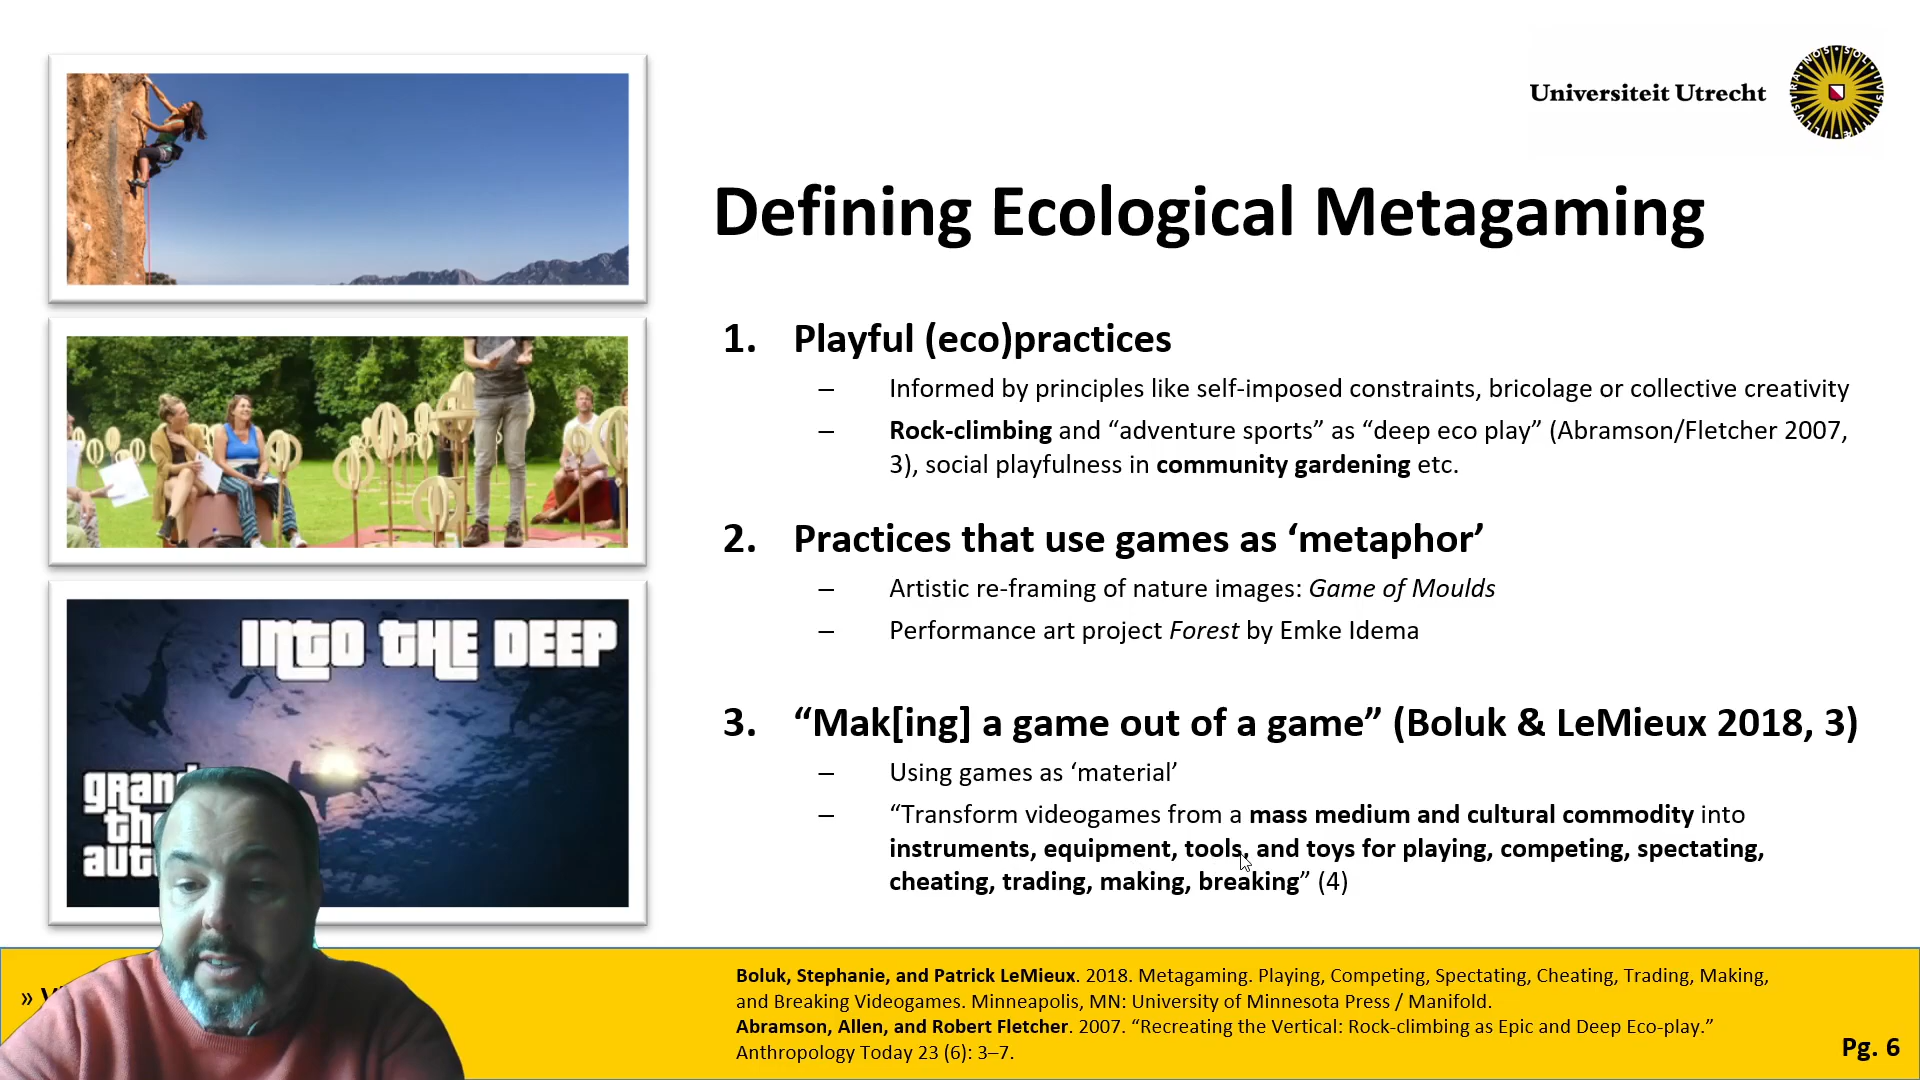 Universiteit Utrecht
Defining Ecological Metagaming
1. Playful (eco)practices
– Informed by principles like self-imposed constraints, bricolage or collective creativity
– Rock-climbing and “adventure sports” as “deep eco play” (Abramson/Fletcher 2007,
3), social playfulness in community gardening etc.
2. Practices that use games as ‘metaphor’
– Artistic re-framing of nature images: Game of Moulds
– Performance art project Forest by Emke Idema
3. “Mak[ing] a game out of a game” (Boluk & LeMieux 2018, 3)
– Using games as ‘material’
– “Transform videogames from a mass medium and cultural commodity into
instruments, equipment, tools, and toys for playing, competing, spectating,
cheating, trading, making, breaking” (4)
INTO THE DEEP
Boluk, Stephanie, and Patrick LeMieux. 2018. Metagaming. Playing, Competing, Spectating, Cheating, Trading, Making,
and Breaking Videogames. Minneapolis, MN: University of Minnesota Press / Manifold.
Abramson, Allen, and Robert Fletcher. 2007. “Recreating the Vertical: Rock-climbing as Epic and Deep Eco-play.”
Anthropology Today 23 (6): 3–7.
Pg. 6